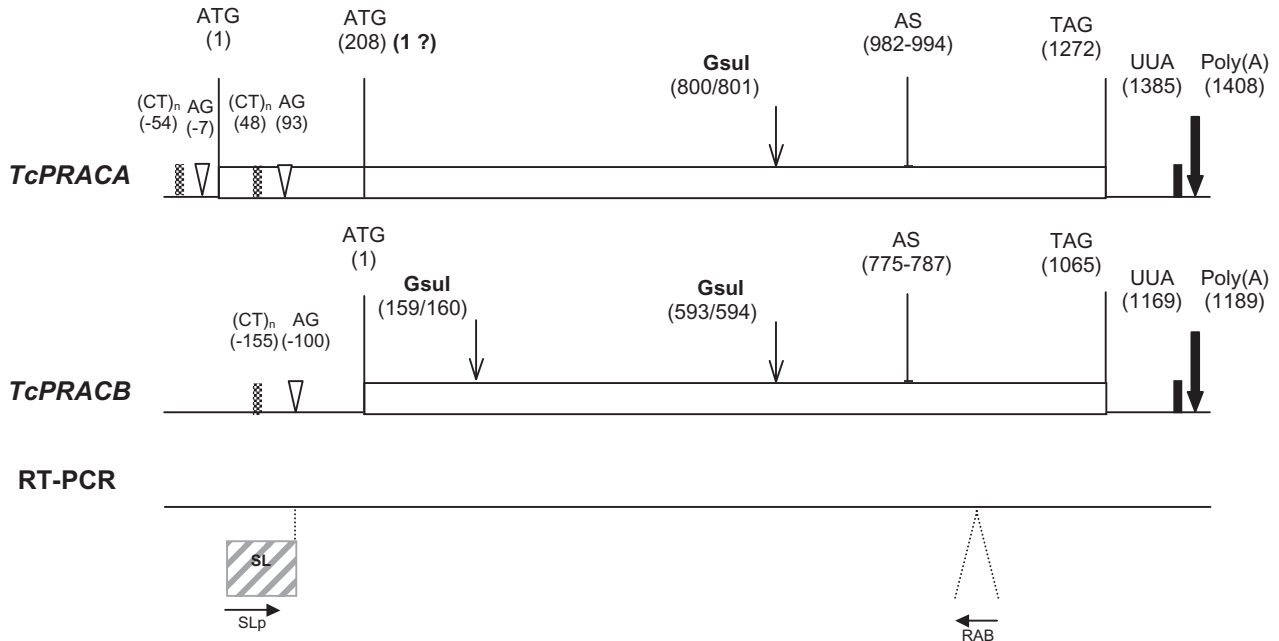 ATG
(1)
ATG
(208) (1 ?)
AS
(982-994)
TAG
(1272)
UUA
(1385)
Poly(A)
(1408)
GsuI
(800/801)
(CT)n
(-54)
AG
(-7)
(CT)n
(48)
AG
(93)
TcPRACA
ATG
(1)
AS
(775-787)
TAG
(1065)
UUA
(1169)
Poly(A)
(1189)
GsuI
(159/160)
GsuI
(593/594)
(CT)n
(-155)
AG
(-100)
TcPRACB
RT-PCR
SL
SLp
RAB